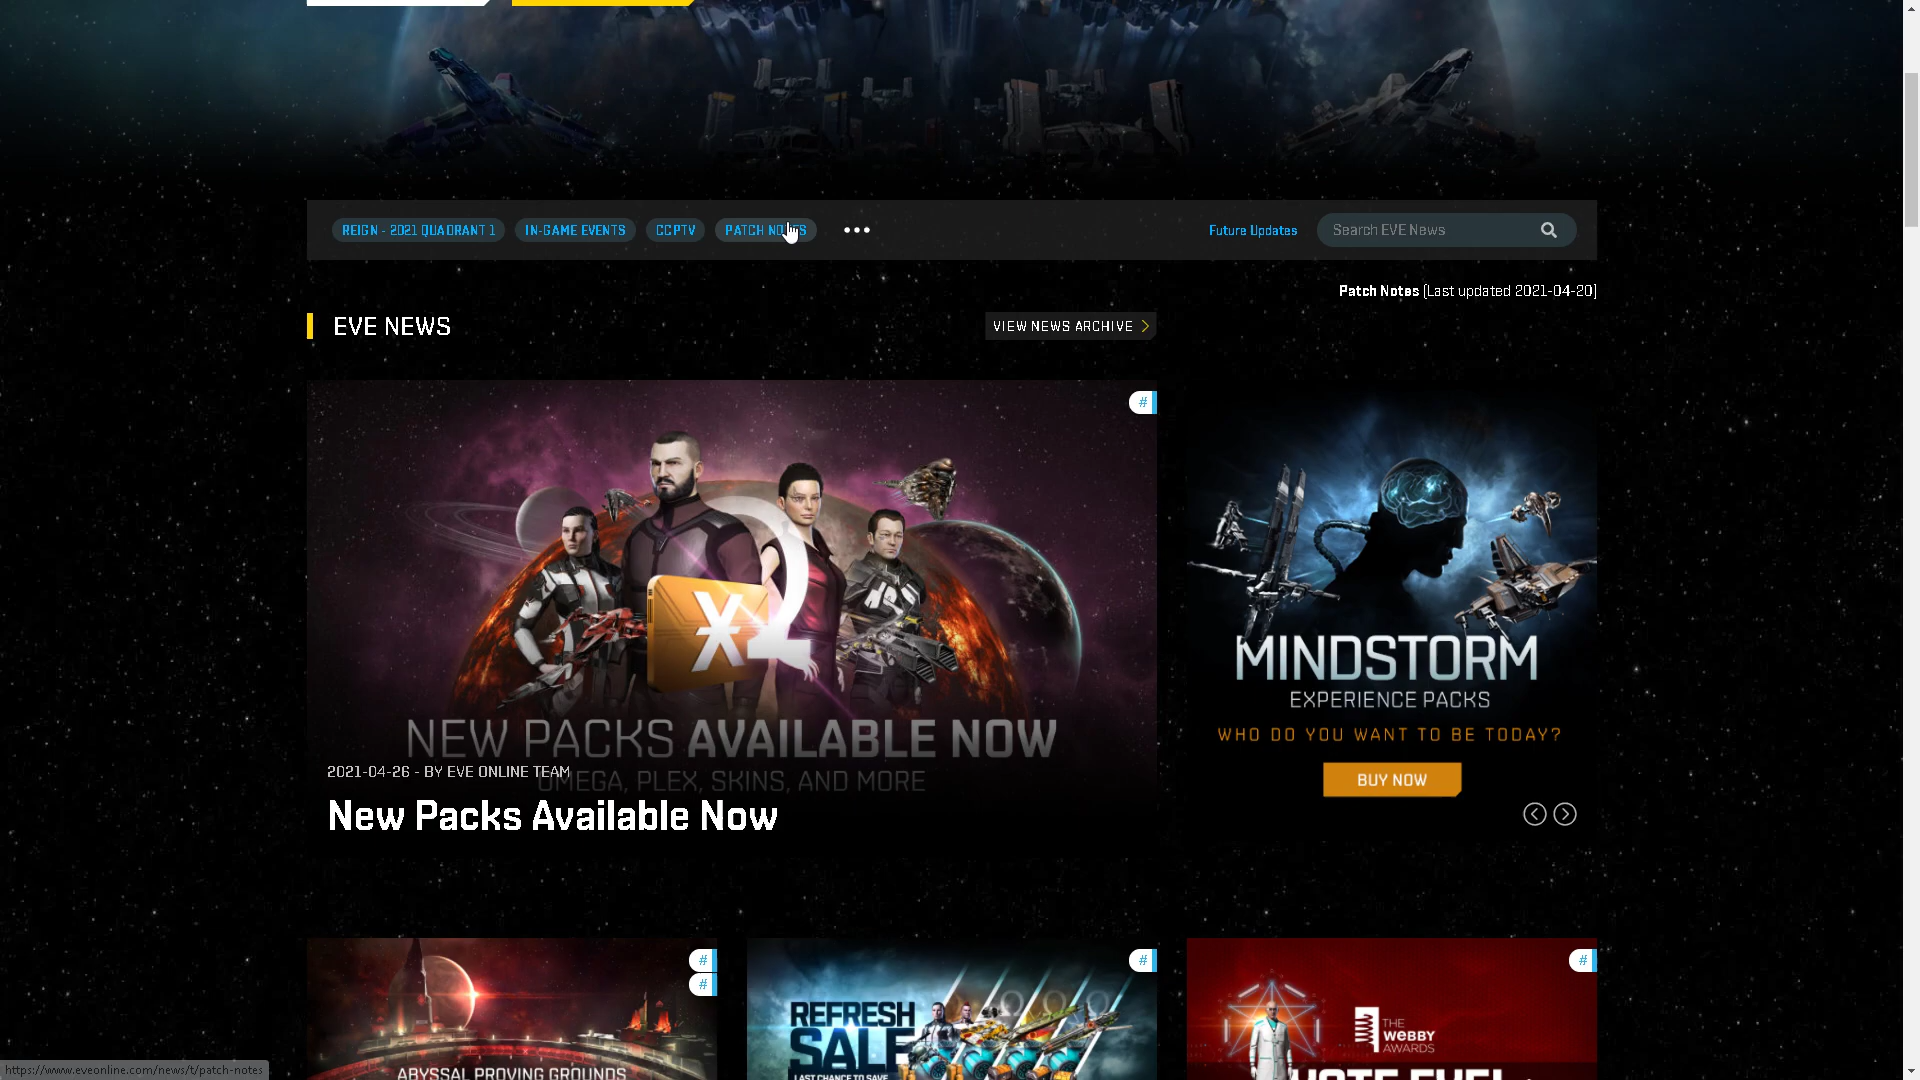 REIGN - 2021 QUADRANT 1
IN-GAME EVENTS
CCPTV
PATCH NOTES
Future Updates
Search EVE News
Patch Notes (Last updated 2021-04-20)
EVE NEWS
VIEW NEWS ARCHIVE
#
NEW PACKS AVAILABLE NOW
2021-04-26 - BY EVE ONLINE TEAM
OMEGA, PLEX, SKINS, AND MORE
New Packs Available Now
MINDSTORM
EXPERIENCE PACKS
WHO DO YOU WANT TO BE TODAY?
BUY NOW
#
#
ABYSSAL PROVING GROUNDS
#
REFRESH
SALE
LAST CHANCE TO SAVE
#
THE
WEBBY
AWARDS
VOTE EVE!
https://www.eveonline.com/news/t/patch-notes